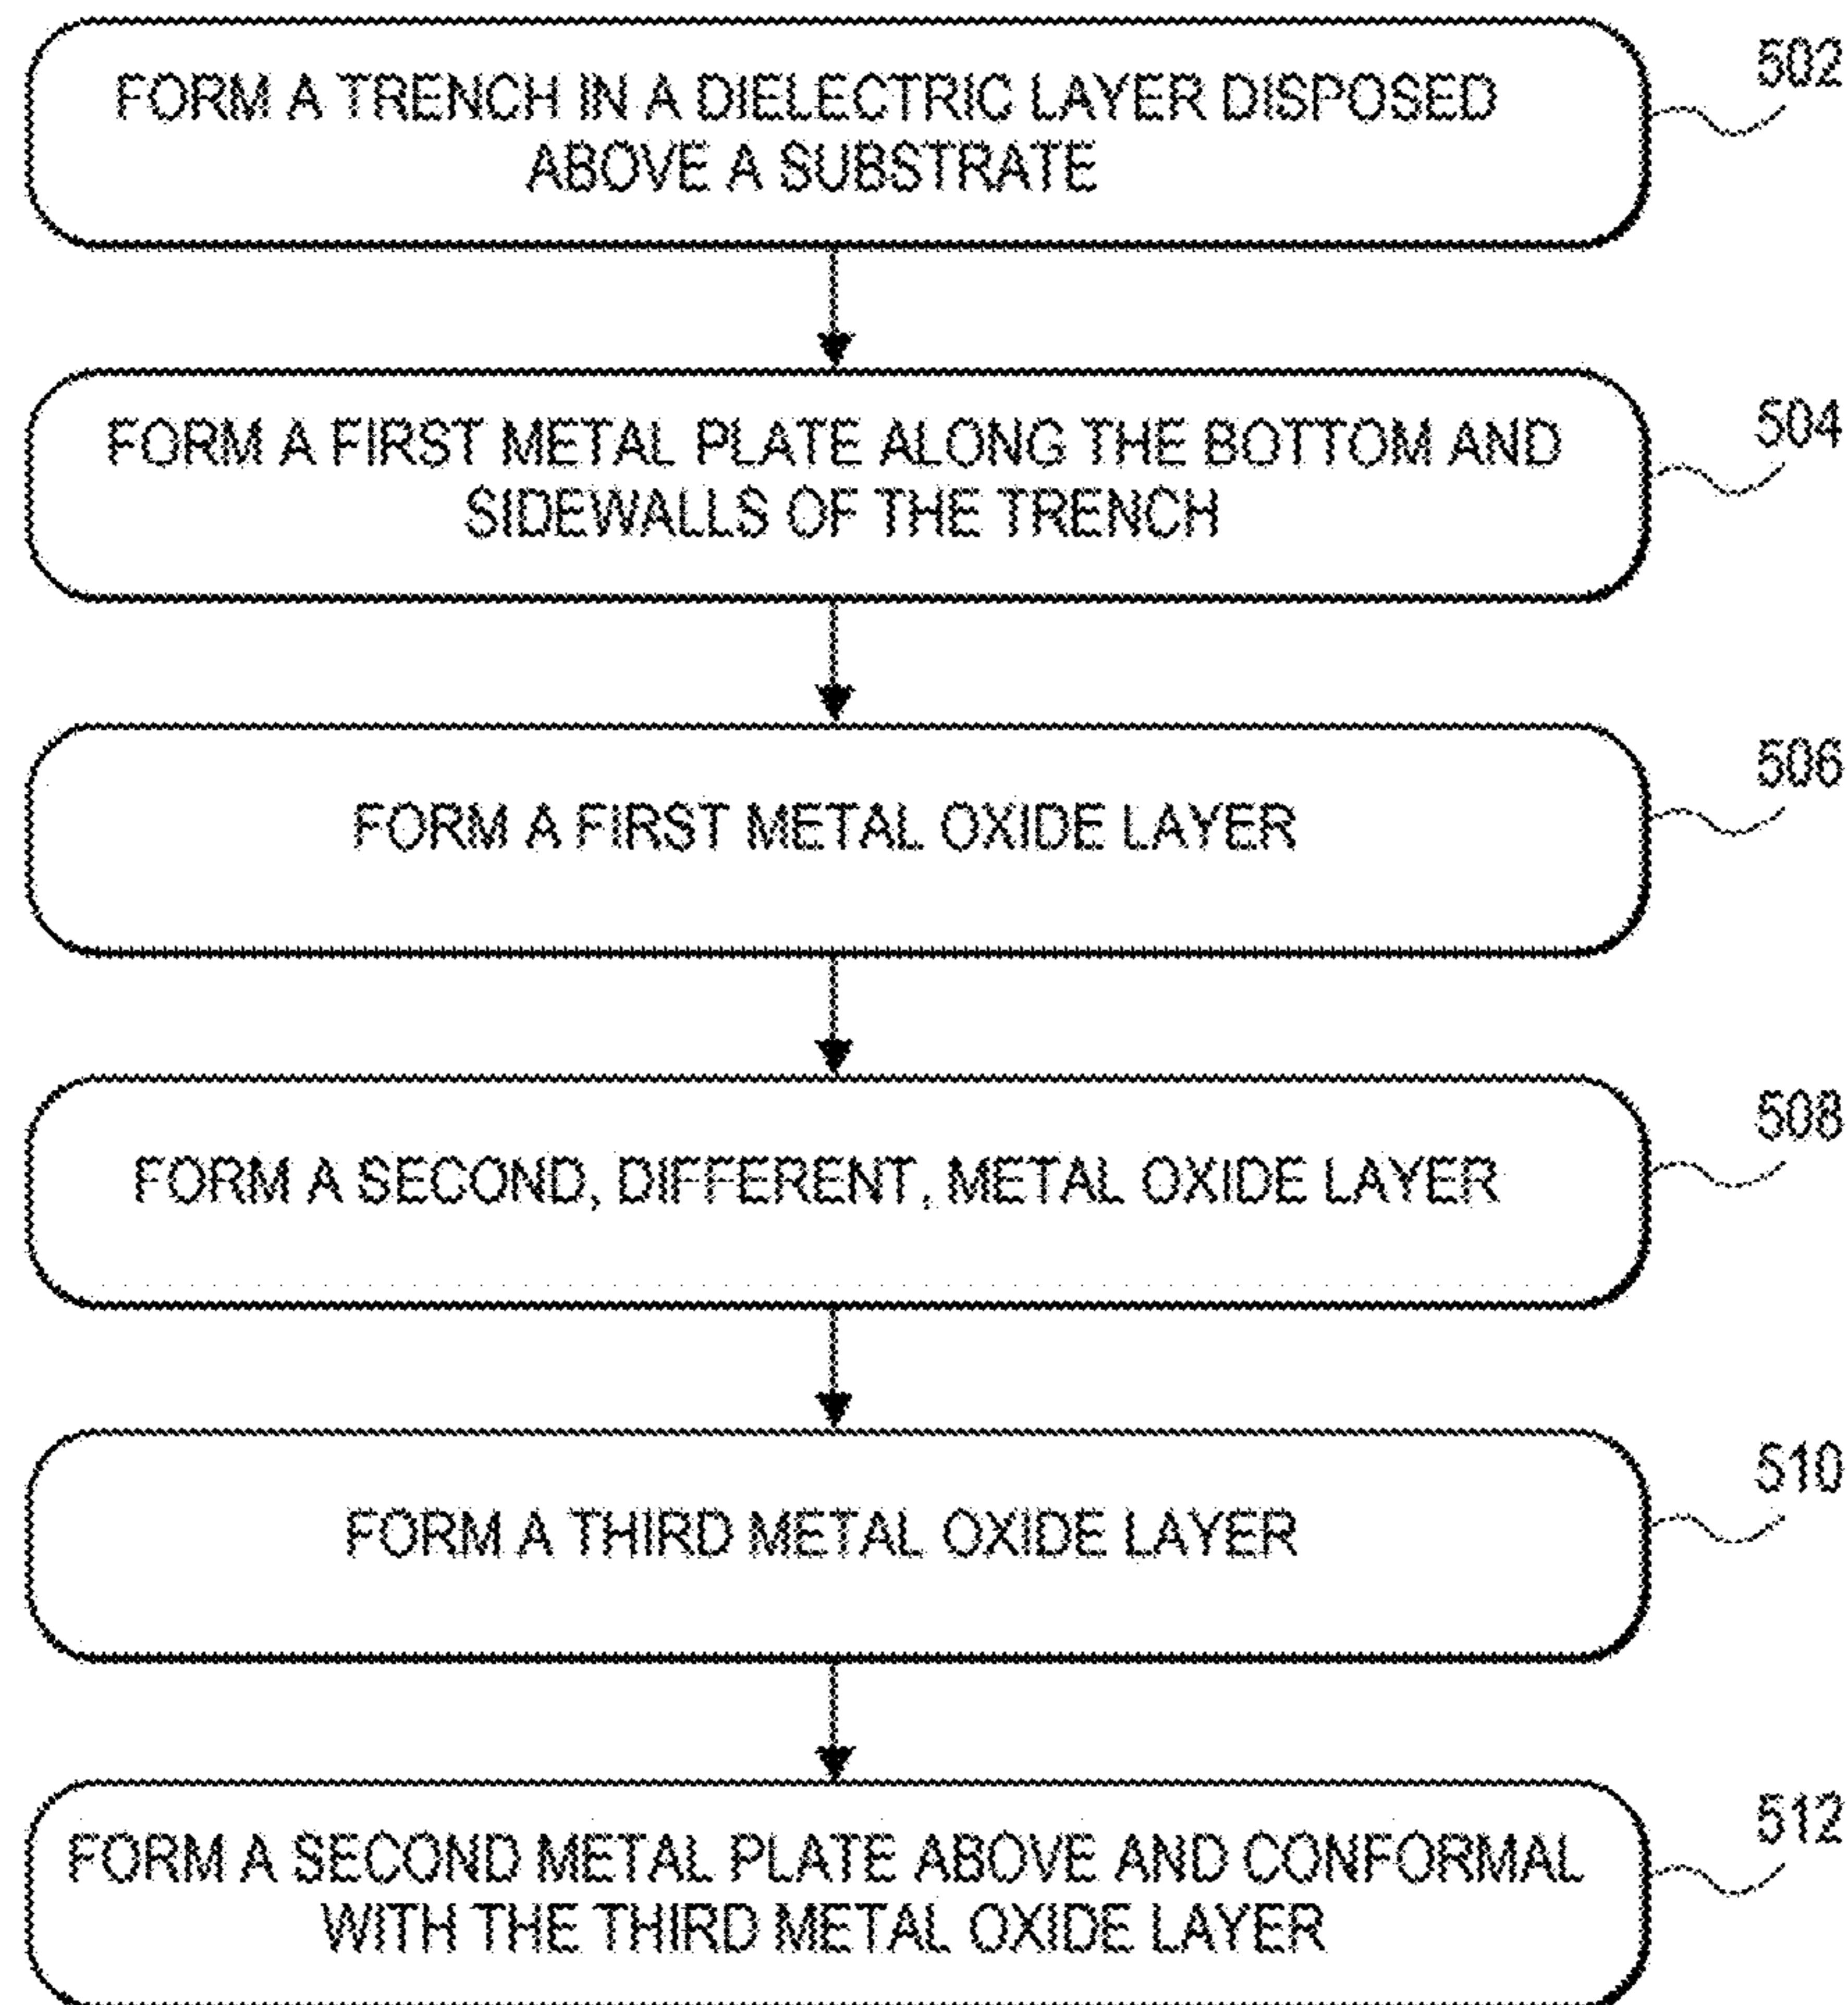 FORM A TRENCH IN A DIELECTRIC LAYER DISPOSED
ABOVE A SUBSTRATE
502
FORM A FIRST METAL PLATE ALONG THE BOTTOM AND
SIDEWALLS OF THE TRENCH
504
FORM A FIRST METAL OXIDE LAYER
506
FORM A SECOND, DIFFERENT, METAL OXIDE LAYER
508
FORM A THIRD METAL OXIDE LAYER
510
FORM A SECOND METAL PLATE ABOVE AND CONFORMAL
WITH THE THIRD METAL OXIDE LAYER
512